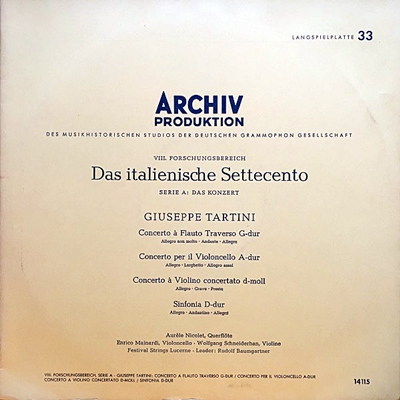 LANGSPIELPLATTE 33
ARCHIV
PRODUKTION
DES MUSIKHISTORISCHEN STUDIOS DER DEUTSCHEN GRAMMOPHON GESELLSCHAFT
VIII. FORSCHUNGSBEREICH
Das italienische Settecento
SERIE A: DAS KONZERT
GIUSEPPE TARTINI
Concerto à Flauto Traverso G-dur
Allegro non molto · Andante · Allegro
Concerto per il Violoncello A-dur
Allegro · Larghetto · Allegro assai
Concerto à Violino concertato d-moll
Allegro · Grave · Presto
Sinfonia D-dur
Allegro · Andantino · Allegro
Aurèle Nicolet, Querflöte
Enrico Mainardi, Violoncello · Wolfgang Schneiderhan, Violine
Festival Strings Lucerne · Leader: Rudolf Baumgartner
VIII. FORSCHUNGSBEREICH, SERIE A · GIUSEPPE TARTINI: CONCERTO A FLAUTO TRAVERSO G-DUR / CONCERTO PER IL VIOLONCELLO A-DUR
CONCERTO A VIOLINO CONCERTATO D-MOLL / SINFONIA D-DUR
14115